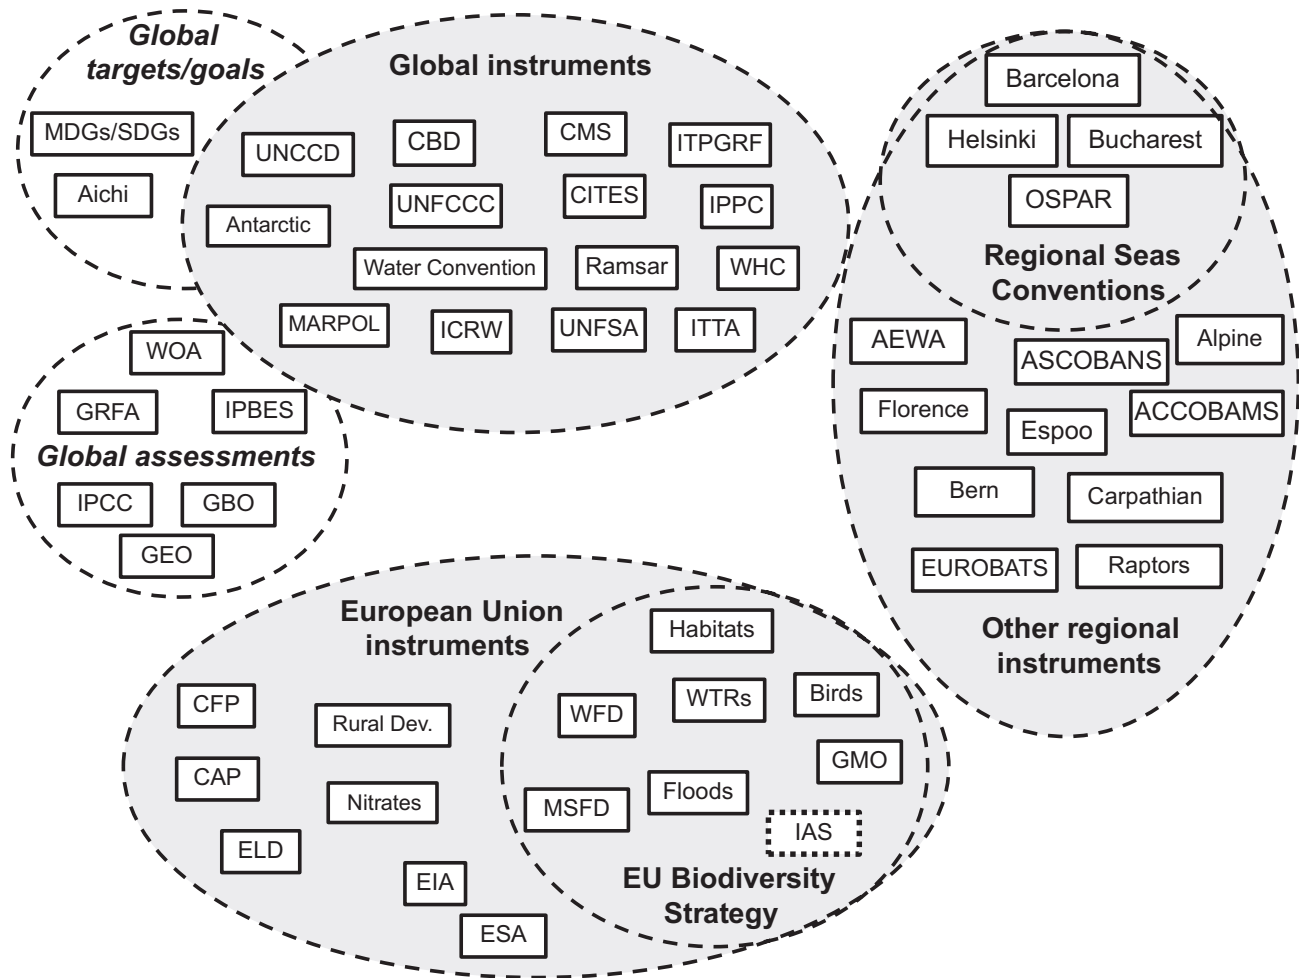 Global
targets/goals
MDGs/SDGs
Aichi
Global instruments
UNCCD
CBD
CMS
ITPGRF
UNFCCC
CITES
IPPC
Antarctic
Water Convention
Ramsar
WHC
MARPOL
ICRW
UNFSA
ITTA
Barcelona
Helsinki
Bucharest
OSPAR
Regional Seas
Conventions
AEWA
ASCOBANS
Alpine
Florence
Espoo
ACCOBAMS
Bern
Carpathian
EUROBATS
Raptors
Other regional
instruments
WOA
GRFA
IPBES
Global assessments
IPCC
GBO
GEO
European Union
instruments
CFP
Rural Dev.
CAP
Nitrates
ELD
EIA
ESA
Habitats
WFD
WTRs
Birds
GMO
MSFD
Floods
IAS
EU Biodiversity
Strategy